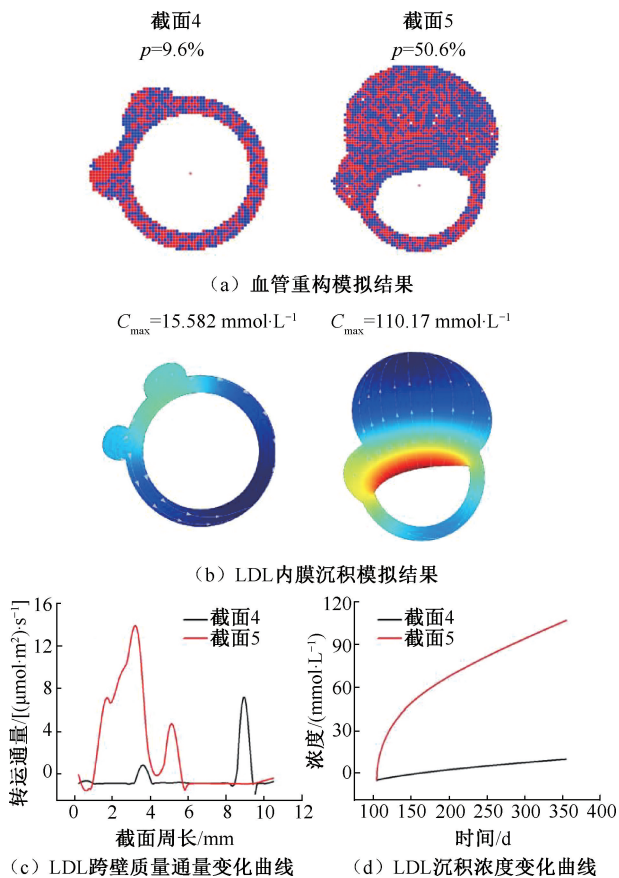 截面4 截面5
p=9.6% p=50.6%
（a）血管重构模拟结果
Cmax=15.582 mmol·L⁻¹ Cmax=110.17 mmol·L⁻¹
（b）LDL内膜沉积模拟结果
转运通量/[(μmol·m²)·s⁻¹]
16
12
8
4
0
截面4
截面5
0 2 4 6 8 10 12
截面周长/mm
浓度/(mmol·L⁻¹)
120
90
60
30
0
截面4
截面5
100 150 200 250 300 350 400
时间/d
（c）LDL跨壁质量通量变化曲线 （d）LDL沉积浓度变化曲线